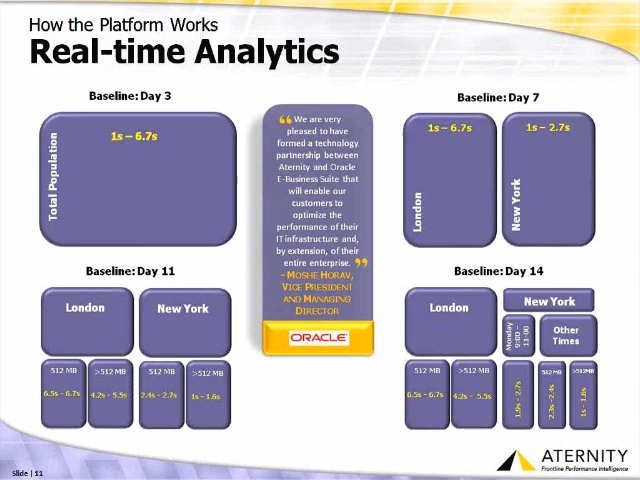 How the Platform Works
Real-time Analytics
Baseline: Day 3
Total Population
1s – 6.7s
“ We are very
pleased to have
formed a technology
partnership between
Aternity and Oracle
E-Business Suite that
will enable our
customers to
optimize the
performance of their
IT infrastructure and,
by extension, of their
entire enterprise. ”
- MOSHE HORAV,
VICE PRESIDENT
AND MANAGING
DIRECTOR
ORACLE
Baseline: Day 7
1s – 6.7s
London
1s – 2.7s
New York
Baseline: Day 11
London
New York
512 MB
6.5s – 6.7s
>512 MB
4.2s – 5.5s
512 MB
2.4s – 2.7s
>512 MB
1s – 1.6s
Baseline: Day 14
London
New York
Monday
9:00 –
11:00
Other
Times
512 MB
6.5s – 6.7s
>512 MB
4.2s – 5.5s
1.9s – 2.7s
512 MB
2.3s –2.4s
>512MB
1s – 1.6s
Slide | 11
ATERNITY
Frontline Performance Intelligence